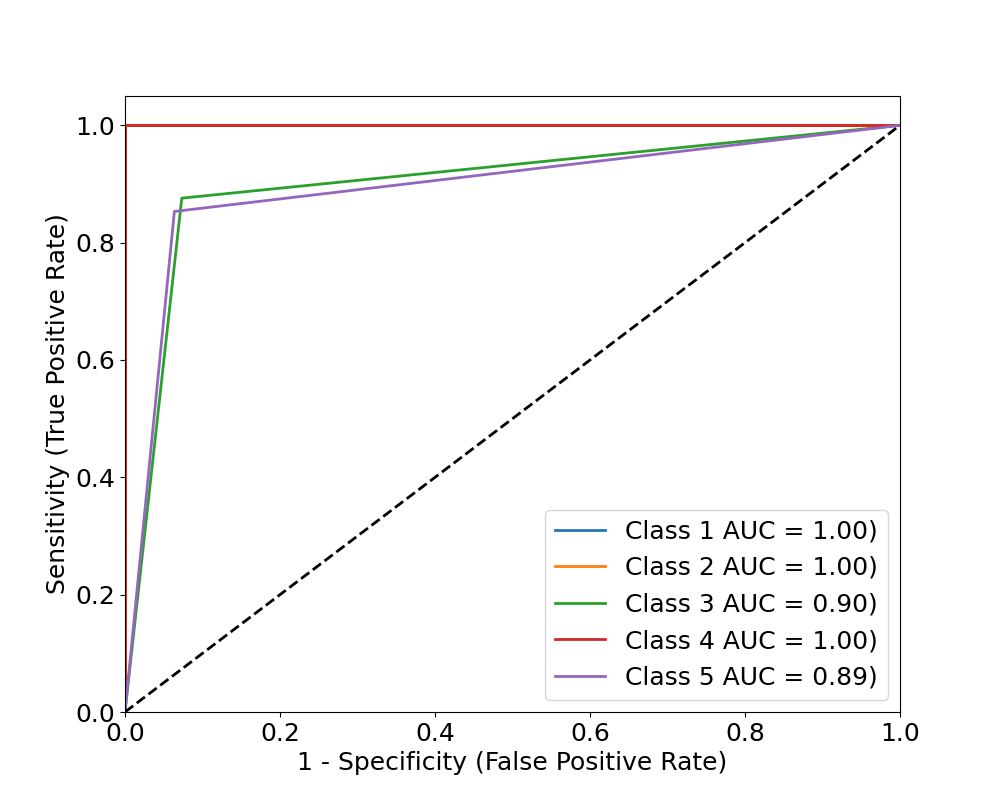 1.0
0.8
0.6
0.4
0.2
0.0
Sensitivity (True Positive Rate)
Class 1 AUC = 1.00)
Class 2 AUC = 1.00)
Class 3 AUC = 0.90)
Class 4 AUC = 1.00)
Class 5 AUC = 0.89)
0.0 0.2 0.4 0.6 0.8 1.0
1 - Specificity (False Positive Rate)